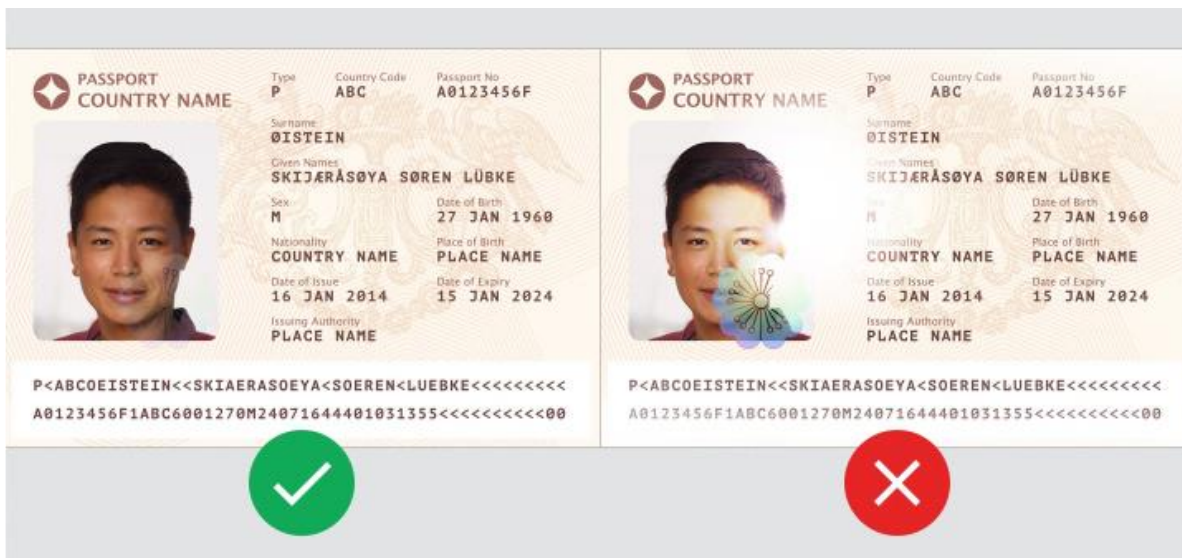 PASSPORT
COUNTRY NAME
Type Country Code Passport No
P ABC A0123456F
Surname
ØISTEIN
Given Names
SKIJÆRÅSØYA SØREN LÜBKE
Sex Date of Birth
M 27 JAN 1960
Nationality Place of Birth
COUNTRY NAME PLACE NAME
Date of Issue Date of Expiry
16 JAN 2014 15 JAN 2024
Issuing Authority
PLACE NAME
P<ABCOEISTEIN<<SKIAERASOEYA<SOEREN<LUEBKE<<<<<<<<<
A0123456F1ABC6001270M24071644401031355<<<<<<<<<<00
PASSPORT
COUNTRY NAME
Type Country Code Passport No
P ABC A0123456F
Surname
ØISTEIN
Given Names
SKIJÆRÅSØYA SØREN LÜBKE
Sex Date of Birth
M 27 JAN 1960
Nationality Place of Birth
COUNTRY NAME PLACE NAME
Date of Issue Date of Expiry
16 JAN 2014 15 JAN 2024
Issuing Authority
PLACE NAME
P<ABCOEISTEIN<<SKIAERASOEYA<SOEREN<LUEBKE<<<<<<<<<
A0123456F1ABC6001270M24071644401031355<<<<<<<<<<00